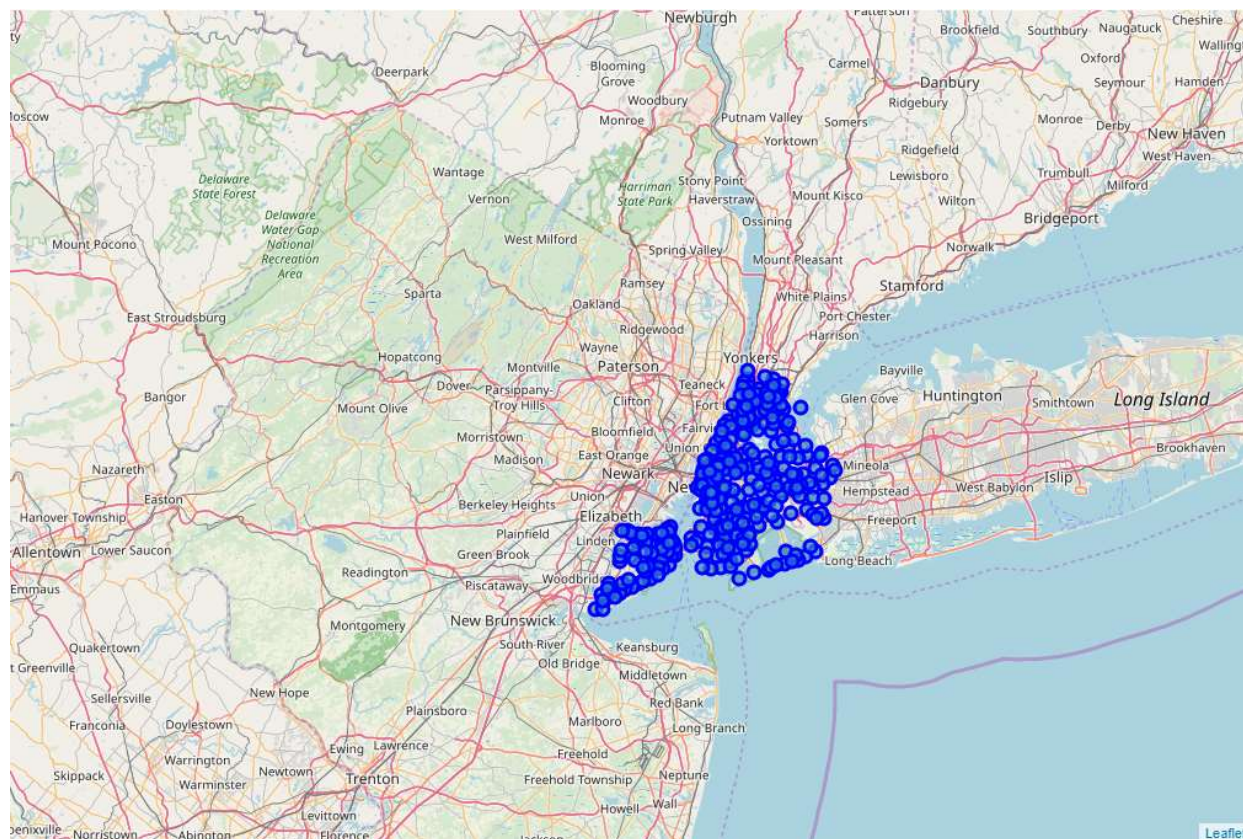 Newburgh
Patterson
Cheshire
Brookfield
Southbury
Naugatuck
Wallingt
Oxford
Deerpark
Blooming
Grove
Carmel
Danbury
Seymour
Hamden
Woodbury
Ridgebury
Moscow
Monroe
Putnam Valley
Somers
Monroe
Derby
New Haven
Yorktown
Ridgefield
West Haven
Delaware
State Forest
Wantage
Harriman
State Park
Stony Point
Lewisboro
Trumbull
Milford
Vernon
Haverstraw
Mount Kisco
Wilton
Delaware
Water Gap
National
Recreation
Area
Ossining
Bridgeport
Mount Pocono
West Milford
Spring Valley
Norwalk
Mount Pleasant
Ramsey
Stamford
Sparta
White Plains
Oakland
East Stroudsburg
Port Chester
Ridgewood
Harrison
Wayne
Hopatcong
Yonkers
Montville
Paterson
Bayville
Dover
Parsippany-
Troy Hills
Teaneck
Glen Cove
Huntington
Smithtown
Long Island
Bangor
Clifton
Fort L
Mount Olive
Bloomfield
Fairvi
Morristown
Union
Brookhaven
Nazareth
Madison
East Orange
Mineola
Newark
Islip
Easton
Union
Ne
Hempstead
West Babylon
Berkeley Heights
Hanover Township
Elizabeth
Freeport
Plainfield
Linden
Allentown
Lower Saucon
Green Brook
Long Beach
Readington
Woodbridge
Emmaus
Piscataway
Montgomery
New Brunswick
South River
Keansburg
Quakertown
Old Bridge
t Greenville
Middletown
New Hope
Sellersville
Plainsboro
Red Bank
Franconia
Doylestown
Marlboro
Long Branch
Ewing
Lawrence
Warrington
Freehold
Skippack
Newtown
Trenton
Freehold Township
Neptune
Warminster
Howell
Wall
Levittown
oenixville
Norristown
Abington
Florence
Jackson
Leafle